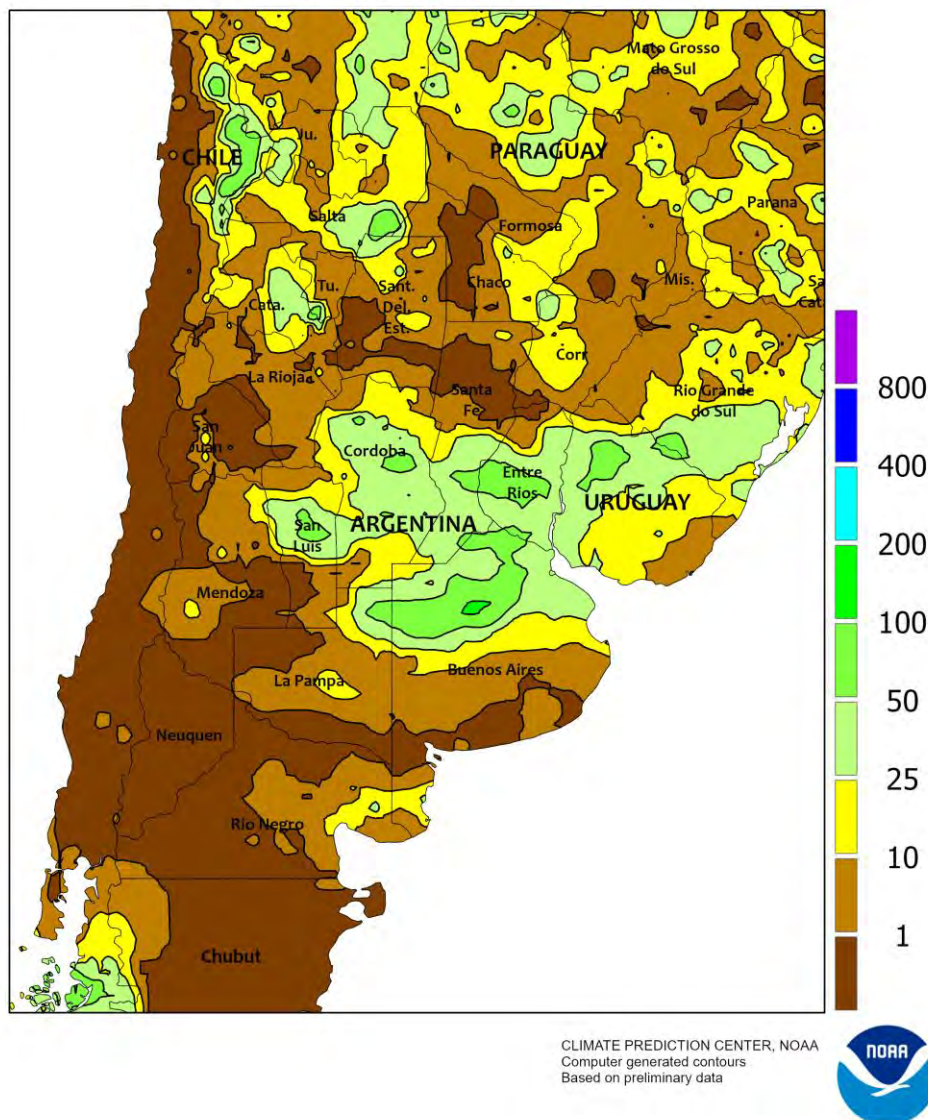 Mato Grosso
do Sul
Ju.
CHILE
PARAGUAY
Parana
Salta
Formosa
Chaco
Mis.
Sa
Cat
Cata.
Tu.
Sant.
Del.
Est.
Corr
La Rioja
Santa
Fe
Rio Grande
do Sul
San
Juan
Cordoba
Entre
Rios
URUGUAY
ARGENTINA
San
Luis
Mendoza
Buenos Aires
La Pampa
Neuquen
Rio Negro
Chubut
800
400
200
100
50
25
10
1
CLIMATE PREDICTION CENTER, NOAA
Computer generated contours
Based on preliminary data
NOAA